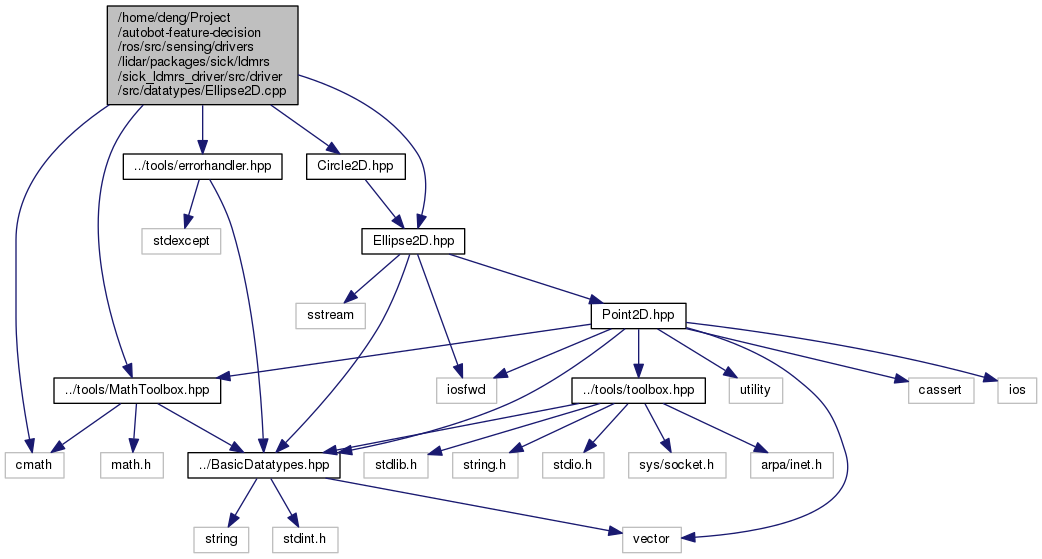 /home/deng/Project
/autobot-feature-decision
/ros/src/sensing/drivers
/lidar/packages/sick/ldmrs
/sick_ldmrs_driver/src/driver
/src/datatypes/Ellipse2D.cpp
../tools/errorhandler.hpp
Circle2D.hpp
stdexcept
Ellipse2D.hpp
sstream
Point2D.hpp
../tools/MathToolbox.hpp
iosfwd
../tools/toolbox.hpp
utility
cassert
ios
cmath
math.h
../BasicDatatypes.hpp
stdlib.h
string.h
stdio.h
sys/socket.h
arpa/inet.h
string
stdint.h
vector